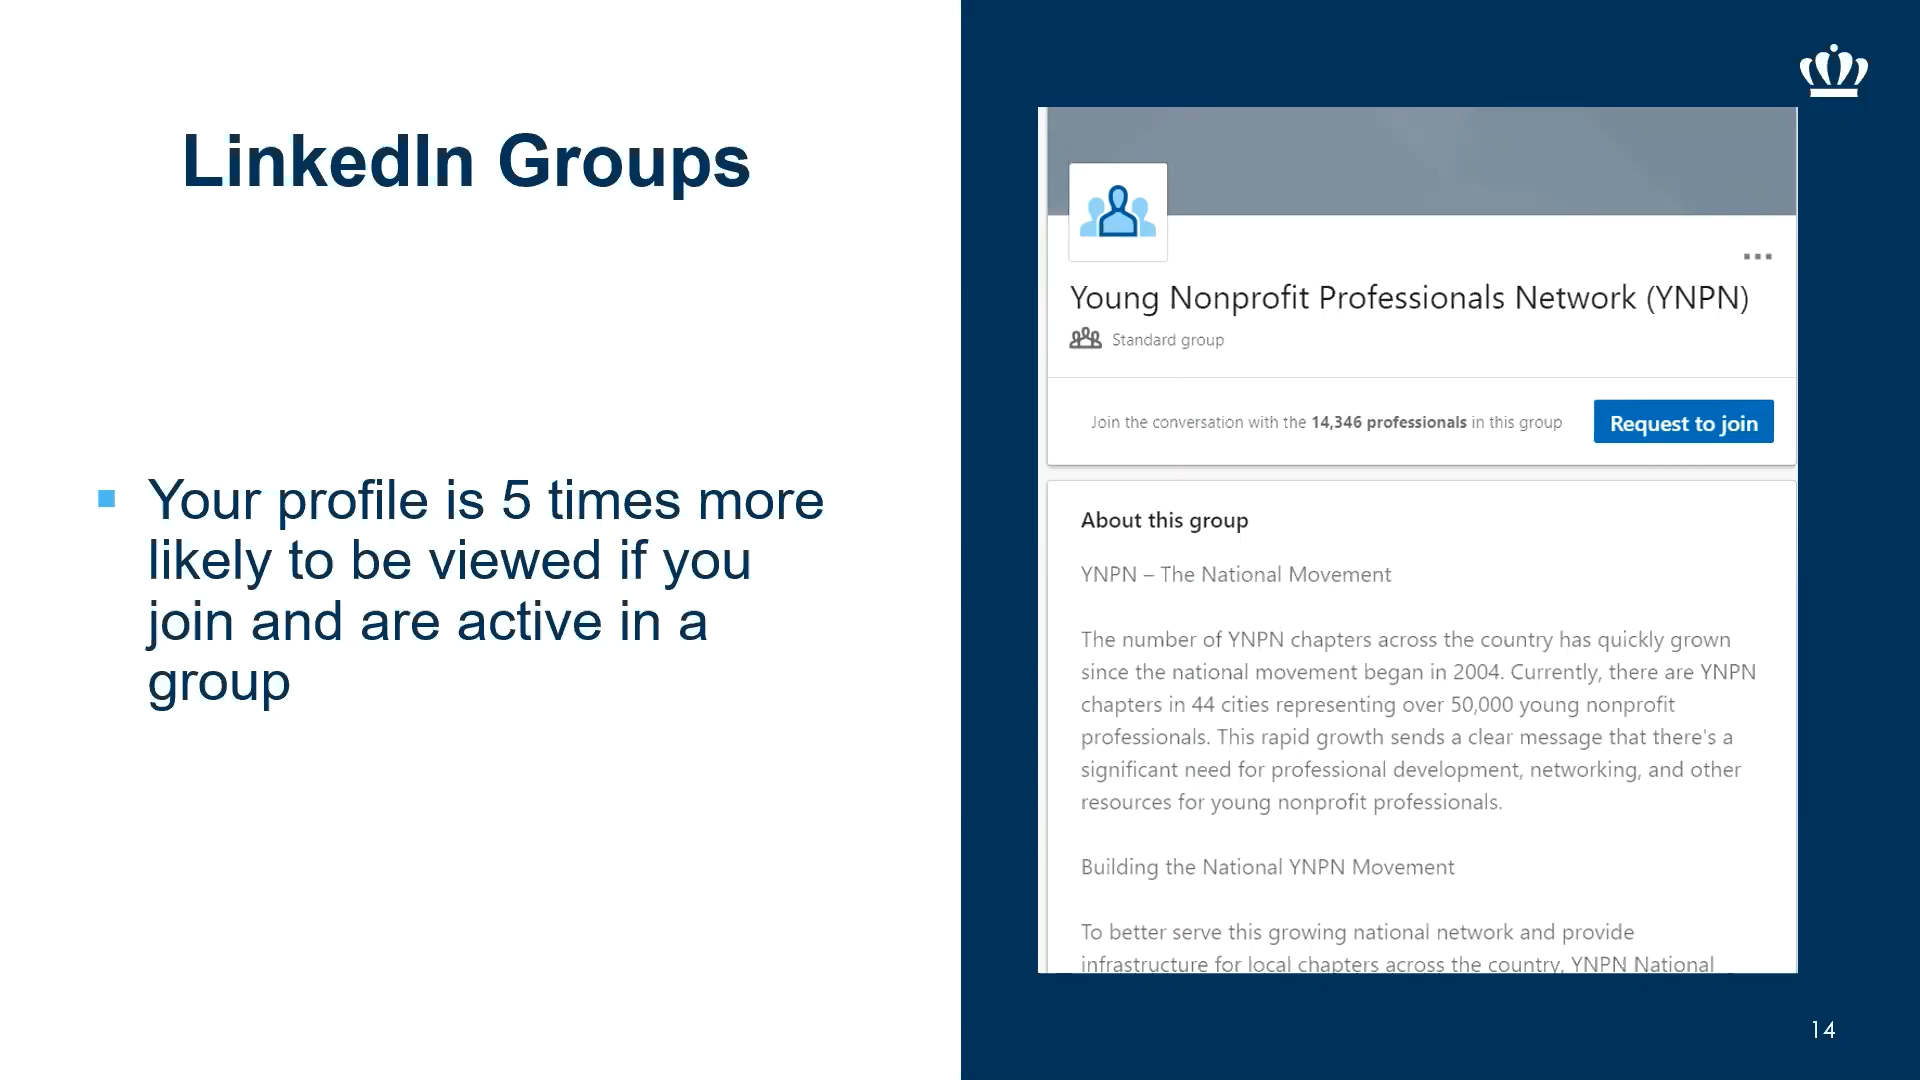 LinkedIn Groups
Your profile is 5 times more
likely to be viewed if you
join and are active in a
group
Young Nonprofit Professionals Network (YNPN)
Standard group
Join the conversation with the 14,346 professionals in this group
Request to join
About this group
YNPN – The National Movement
The number of YNPN chapters across the country has quickly grown
since the national movement began in 2004. Currently, there are YNPN
chapters in 44 cities representing over 50,000 young nonprofit
professionals. This rapid growth sends a clear message that there's a
significant need for professional development, networking, and other
resources for young nonprofit professionals.
Building the National YNPN Movement
To better serve this growing national network and provide
infrastructure for local chapters across the country, YNPN National
14